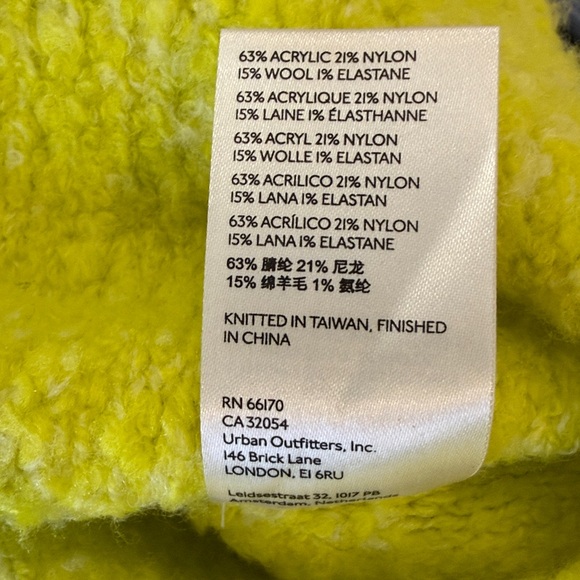 63% ACRYLIC 21% NYLON
15% WOOL 1% ELASTANE
63% ACRYLIQUE 21% NYLON
15% LAINE 1% ÉLASTHANNE
63% ACRYL 21% NYLON
15% WOLLE 1% ELASTAN
63% ACRILICO 21% NYLON
15% LANA 1% ELASTAN
63% ACRÍLICO 21% NYLON
15% LANA 1% ELASTANE
63% 腈纶 21% 尼龙
15% 绵羊毛 1% 氨纶
KNITTED IN TAIWAN, FINISHED
IN CHINA
RN 66170
CA 32054
Urban Outfitters, Inc.
146 Brick Lane
LONDON, E1 6RU
Leidsestraat 32, 1017 PB
Amsterdam, Netherlands